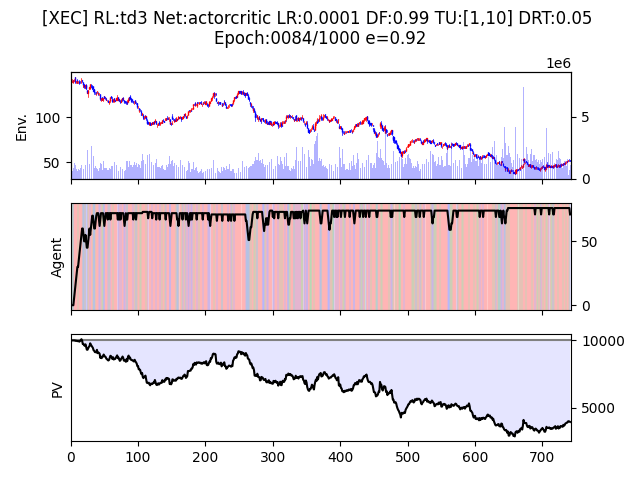 [XEC] RL:td3 Net:actorcritic LR:0.0001 DF:0.99 TU:[1,10] DRT:0.05
Epoch:0084/1000 e=0.92
1e6
Env.
100
50
5
0
Agent
50
0
PV
10000
5000
0 100 200 300 400 500 600 700